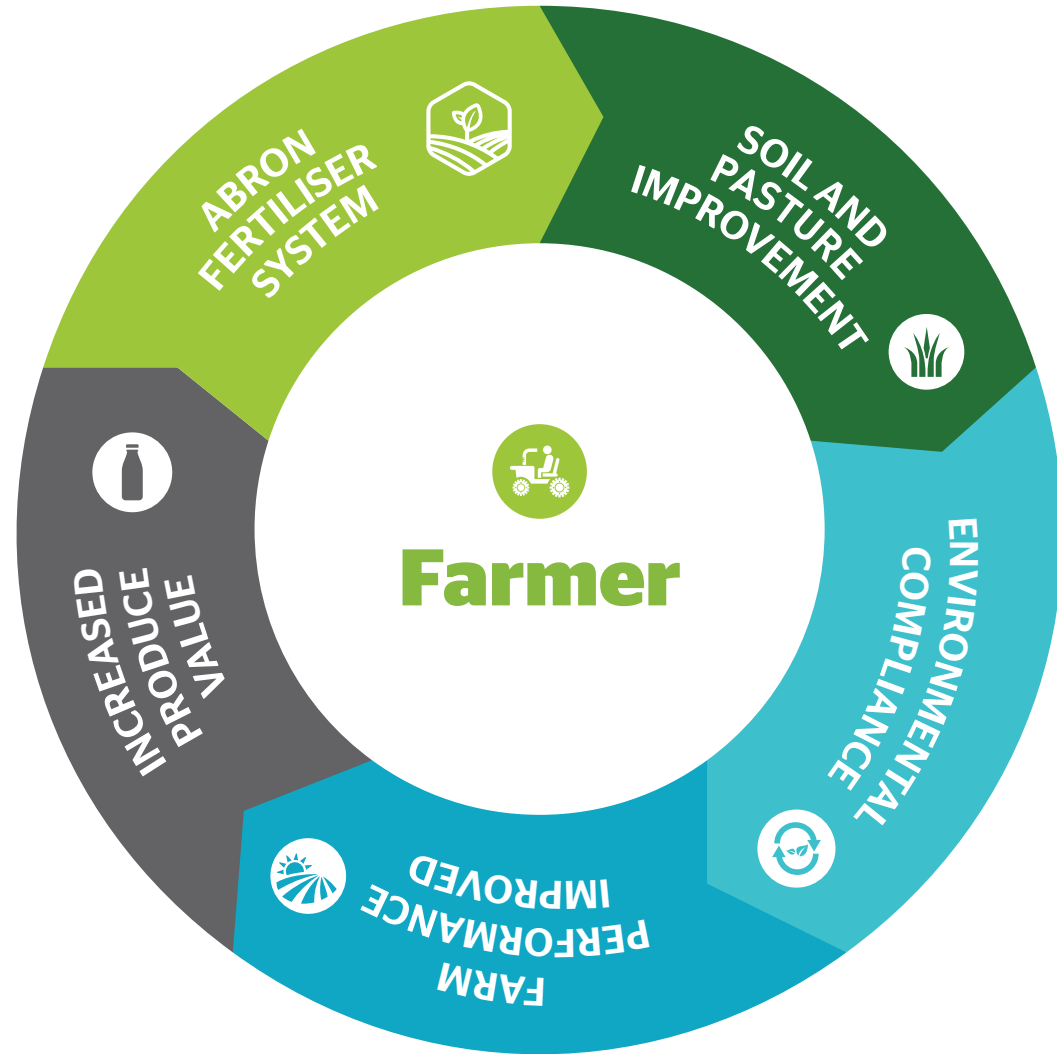 ABRON
FERTILISER
SYSTEM
SOIL AND
PASTURE
IMPROVEMENT
ENVIRONMENTAL
COMPLIANCE
FARM
PERFORMANCE
IMPROVED
INCREASED
PRODUCE
VALUE
Farmer